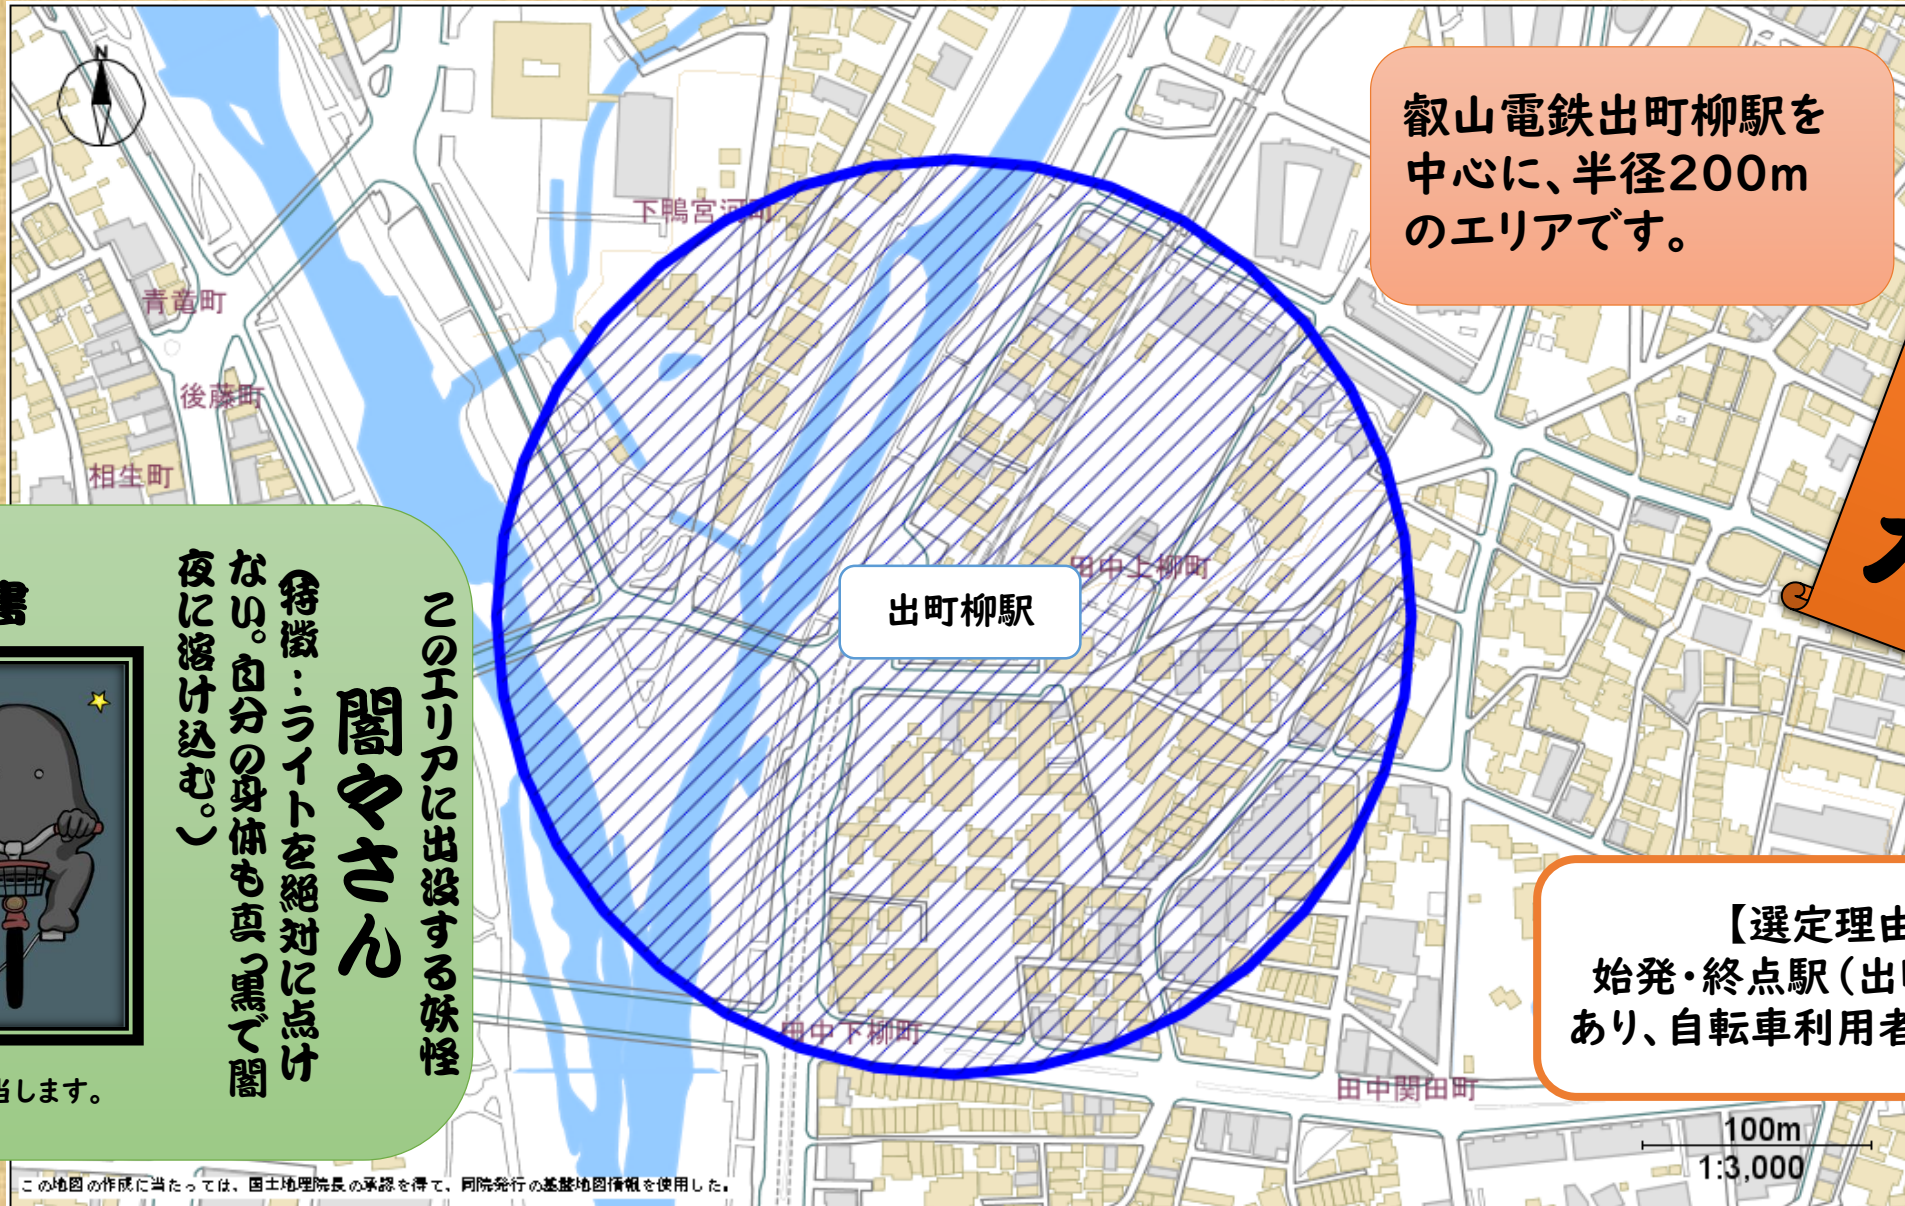 N
叡山電鉄出町柳駅を
中心に、半径200m
のエリアです。
下鴨宮河町
青竜町
後藤町
相生町
田中上柳町
出町柳駅
このエリアに出没する妖怪
闇々さん
（特徴：ライトを絶対に点け
ない。自分の身体も真っ黒で闇
夜に溶け込む。）
害
当します。
田中下柳町
田中関田町
【選定理由
始発・終点駅（出町
あり、自転車利用者
100m
1:3,000
この地図の作成に当たっては、国土地理院長の承認を得て、同院発行の基盤地図情報を使用した。